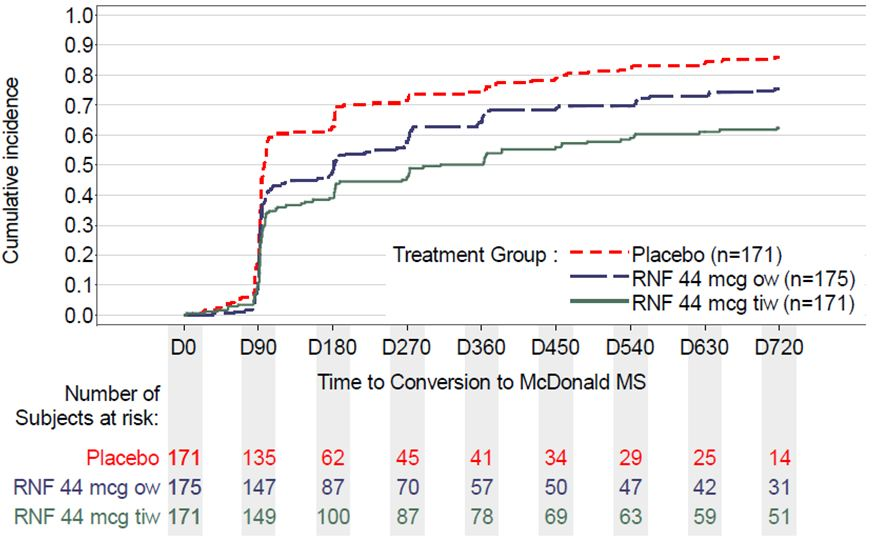 1.0
0.9
0.8
0.7
0.6
0.5
0.4
0.3
0.2
0.1
0.0
Cumulative incidence
Treatment Group :
Placebo (n=171)
RNF 44 mcg ow (n=175)
RNF 44 mcg tiw (n=171)
D0 D90 D180 D270 D360 D450 D540 D630 D720
Time to Conversion to McDonald MS
Number of
Subjects at risk:
Placebo 171 135 62 45 41 34 29 25 14
RNF 44 mcg ow 175 147 87 70 57 50 47 42 31
RNF 44 mcg tiw 171 149 100 87 78 69 63 59 51